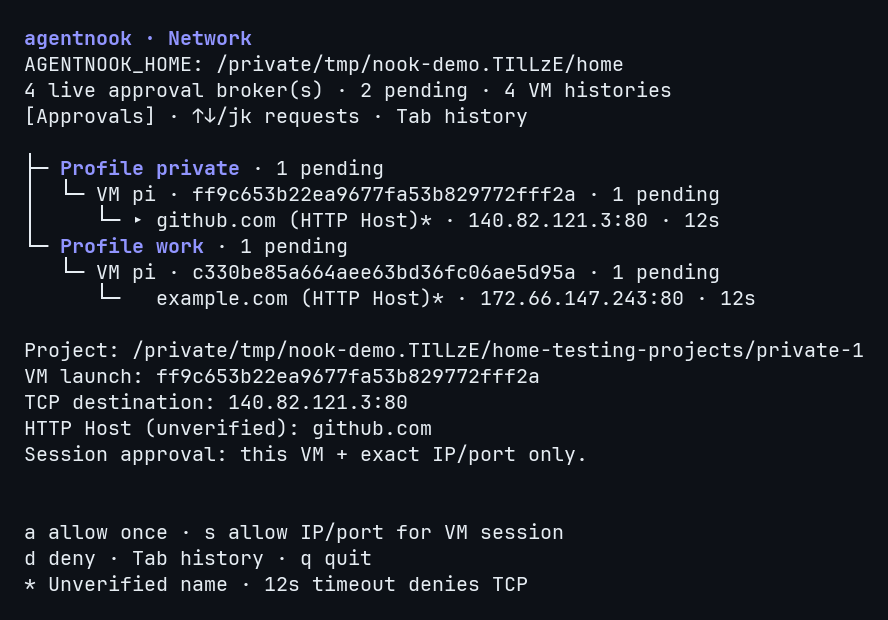 agentnook · Network
AGENTNOOK_HOME: /private/tmp/nook-demo.TIlLzE/home
4 live approval broker(s) · 2 pending · 4 VM histories
[Approvals] · ↑↓/jk requests · Tab history
├─ Profile private · 1 pending
│  └─ VM pi · ff9c653b22ea9677fa53b829772fff2a · 1 pending
│     └─ ▸ github.com (HTTP Host)* · 140.82.121.3:80 · 12s
└─ Profile work · 1 pending
   └─ VM pi · c330be85a664aee63bd36fc06ae5d95a · 1 pending
      └─   example.com (HTTP Host)* · 172.66.147.243:80 · 12s
Project: /private/tmp/nook-demo.TIlLzE/home-testing-projects/private-1
VM launch: ff9c653b22ea9677fa53b829772fff2a
TCP destination: 140.82.121.3:80
HTTP Host (unverified): github.com
Session approval: this VM + exact IP/port only.
a allow once · s allow IP/port for VM session
d deny · Tab history · q quit
* Unverified name · 12s timeout denies TCP